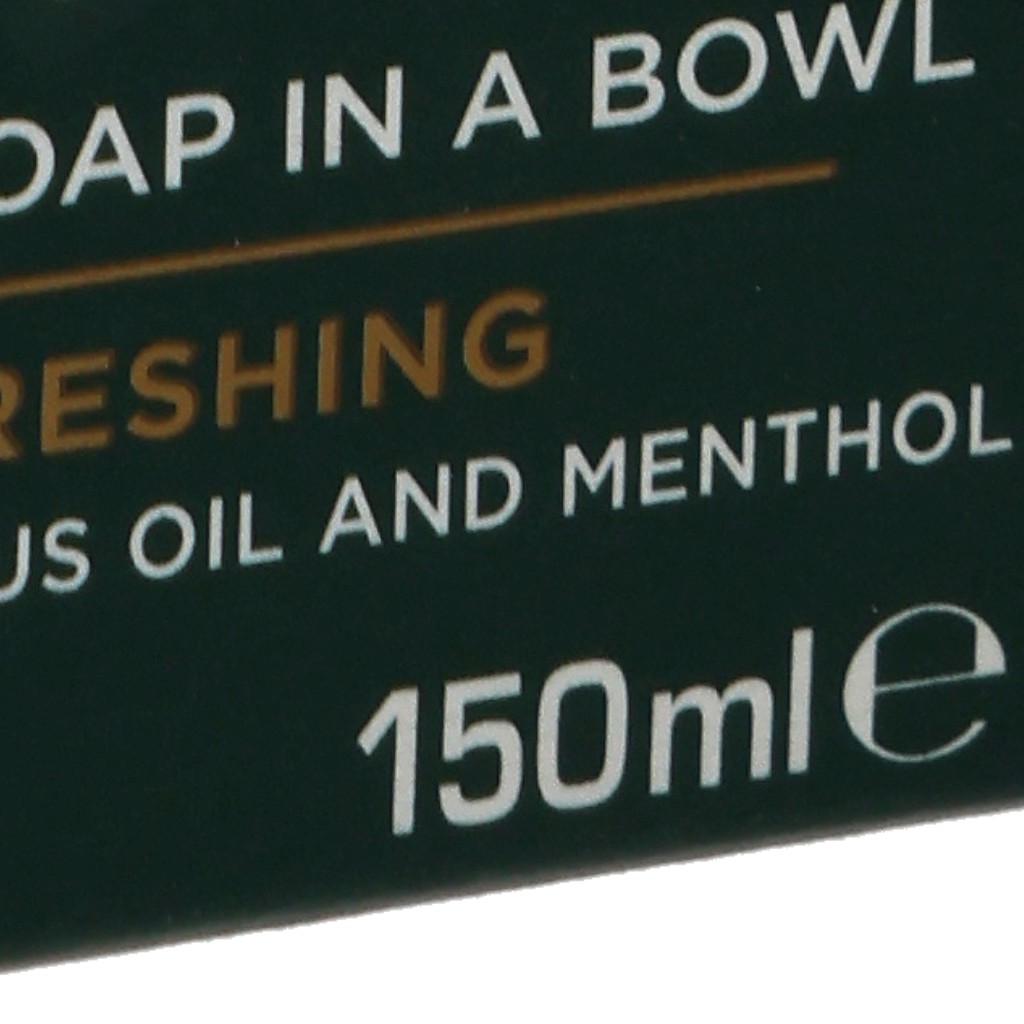 OAP IN A BOWL
RESHING
US OIL AND MENTHOL
150ml e